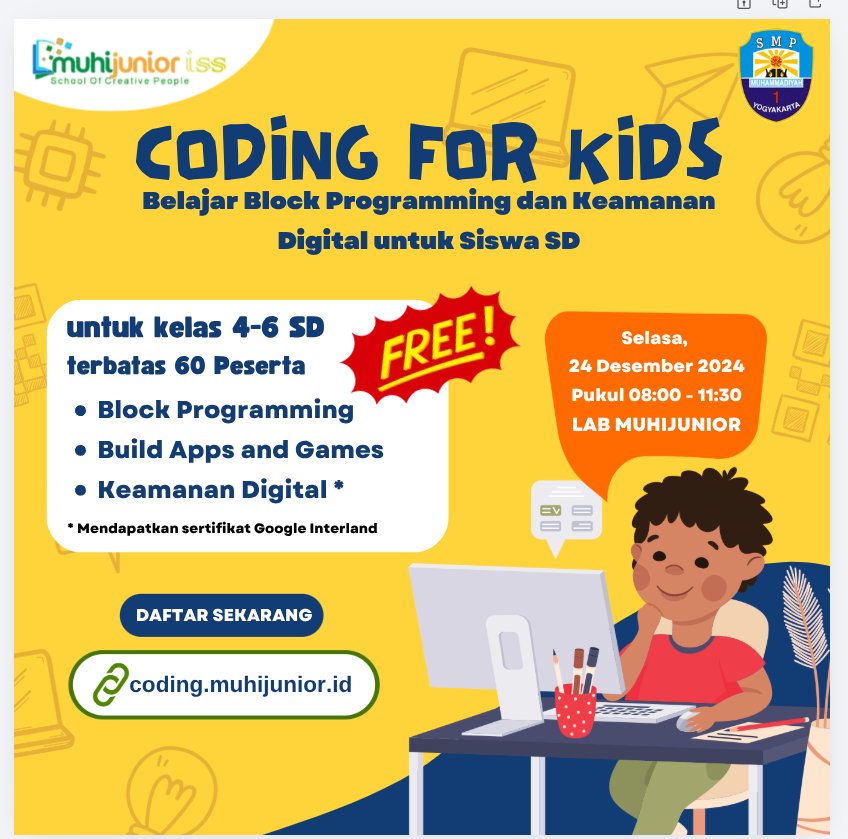 muhijunior iss
School Of Creative People
SMP
MUHAMMADIYAH
1
YOGYAKARTA
CODING FOR KIDS
Belajar Block Programming dan Keamanan
Digital untuk Siswa SD
untuk kelas 4-6 SD
terbatas 60 Peserta
FREE!
• Block Programming
• Build Apps and Games
• Keamanan Digital *
* Mendapatkan sertifikat Google Interland
Selasa,
24 Desember 2024
Pukul 08:00 - 11:30
LAB MUHIJUNIOR
DAFTAR SEKARANG
coding.muhijunior.id